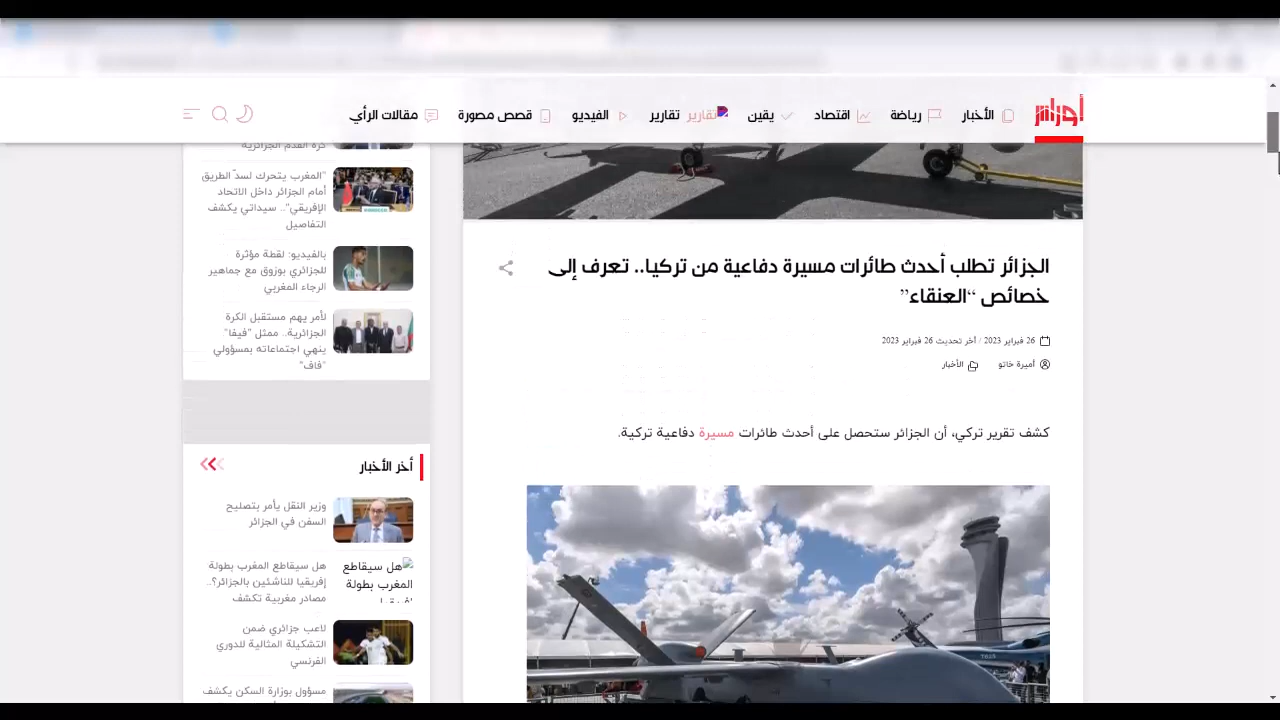 أوراس
الأخبار
رياضة
اقتصاد
يقين
تقارير تقارير
الفيديو
قصص مصورة
مقالات الرأي
الجزائر تطلب أحدث طائرات مسيرة دفاعية من تركيا.. تعرف إلى
خصائص “العنقاء”
26 فبراير 2023 / آخر تحديث 26 فبراير 2023
أميرة خاتو
الأخبار
كشف تقرير تركي، أن الجزائر ستحصل على أحدث طائرات مسيرة دفاعية تركية.
كرة القدم الجزائرية
"المغرب يتحرك لسدّ الطريق
أمام الجزائر داخل الاتحاد
الإفريقي".. سيداتي يكشف
التفاصيل
بالفيديو: لقطة مؤثرة
للجزائري بوزوق مع جماهير
الرجاء المغربي
لأمر يهم مستقبل الكرة
الجزائرية.. ممثل "فيفا"
ينهي اجتماعاته بمسؤولي
"فاف"
أخر الأخبار
وزير النقل يأمر بتصليح
السفن في الجزائر
هل سيقاطع
المغرب بطولة
هل سيقاطع المغرب بطولة
إفريقيا للناشئين بالجزائر؟..
مصادر مغربية تكشف
لاعب جزائري ضمن
التشكيلة المثالية للدوري
الفرنسي
مسؤول بوزارة السكن يكشف